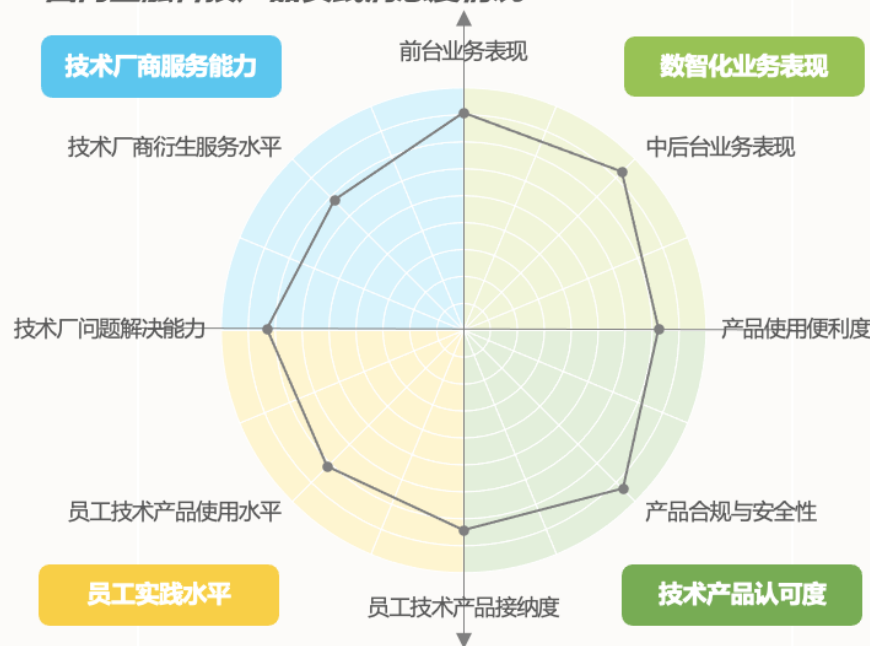 技术厂商服务能力
前台业务表现
数智化业务表现
技术厂商衍生服务水平
中后台业务表现
技术厂问题解决能力
产品使用便利度
员工技术产品使用水平
产品合规与安全性
员工实践水平
员工技术产品接纳度
技术产品认可度